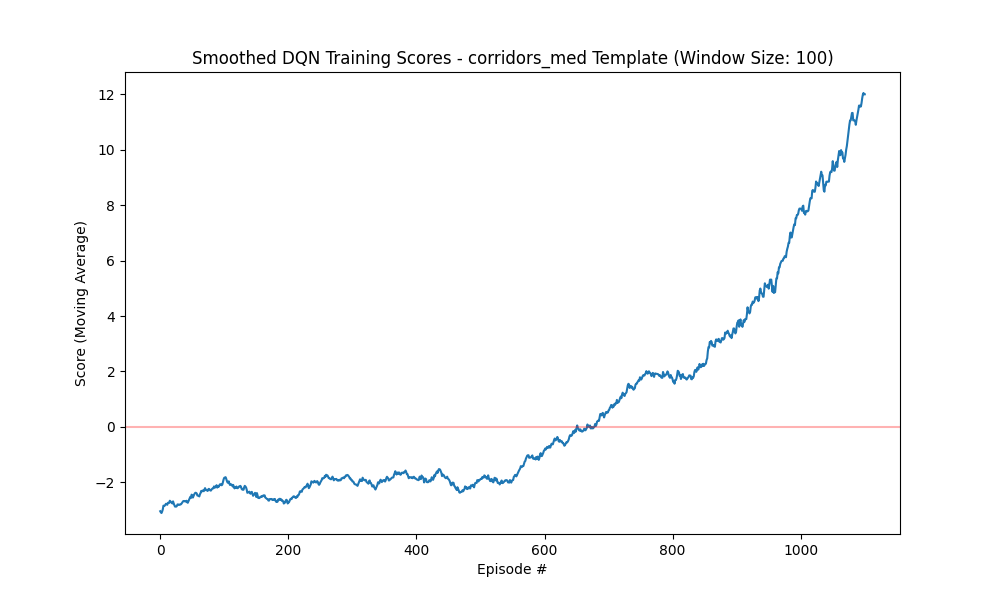 Smoothed DQN Training Scores - corridors_med Template (Window Size: 100)
12
10
8
6
4
2
0
−2
Score (Moving Average)
0 200 400 600 800 1000
Episode #